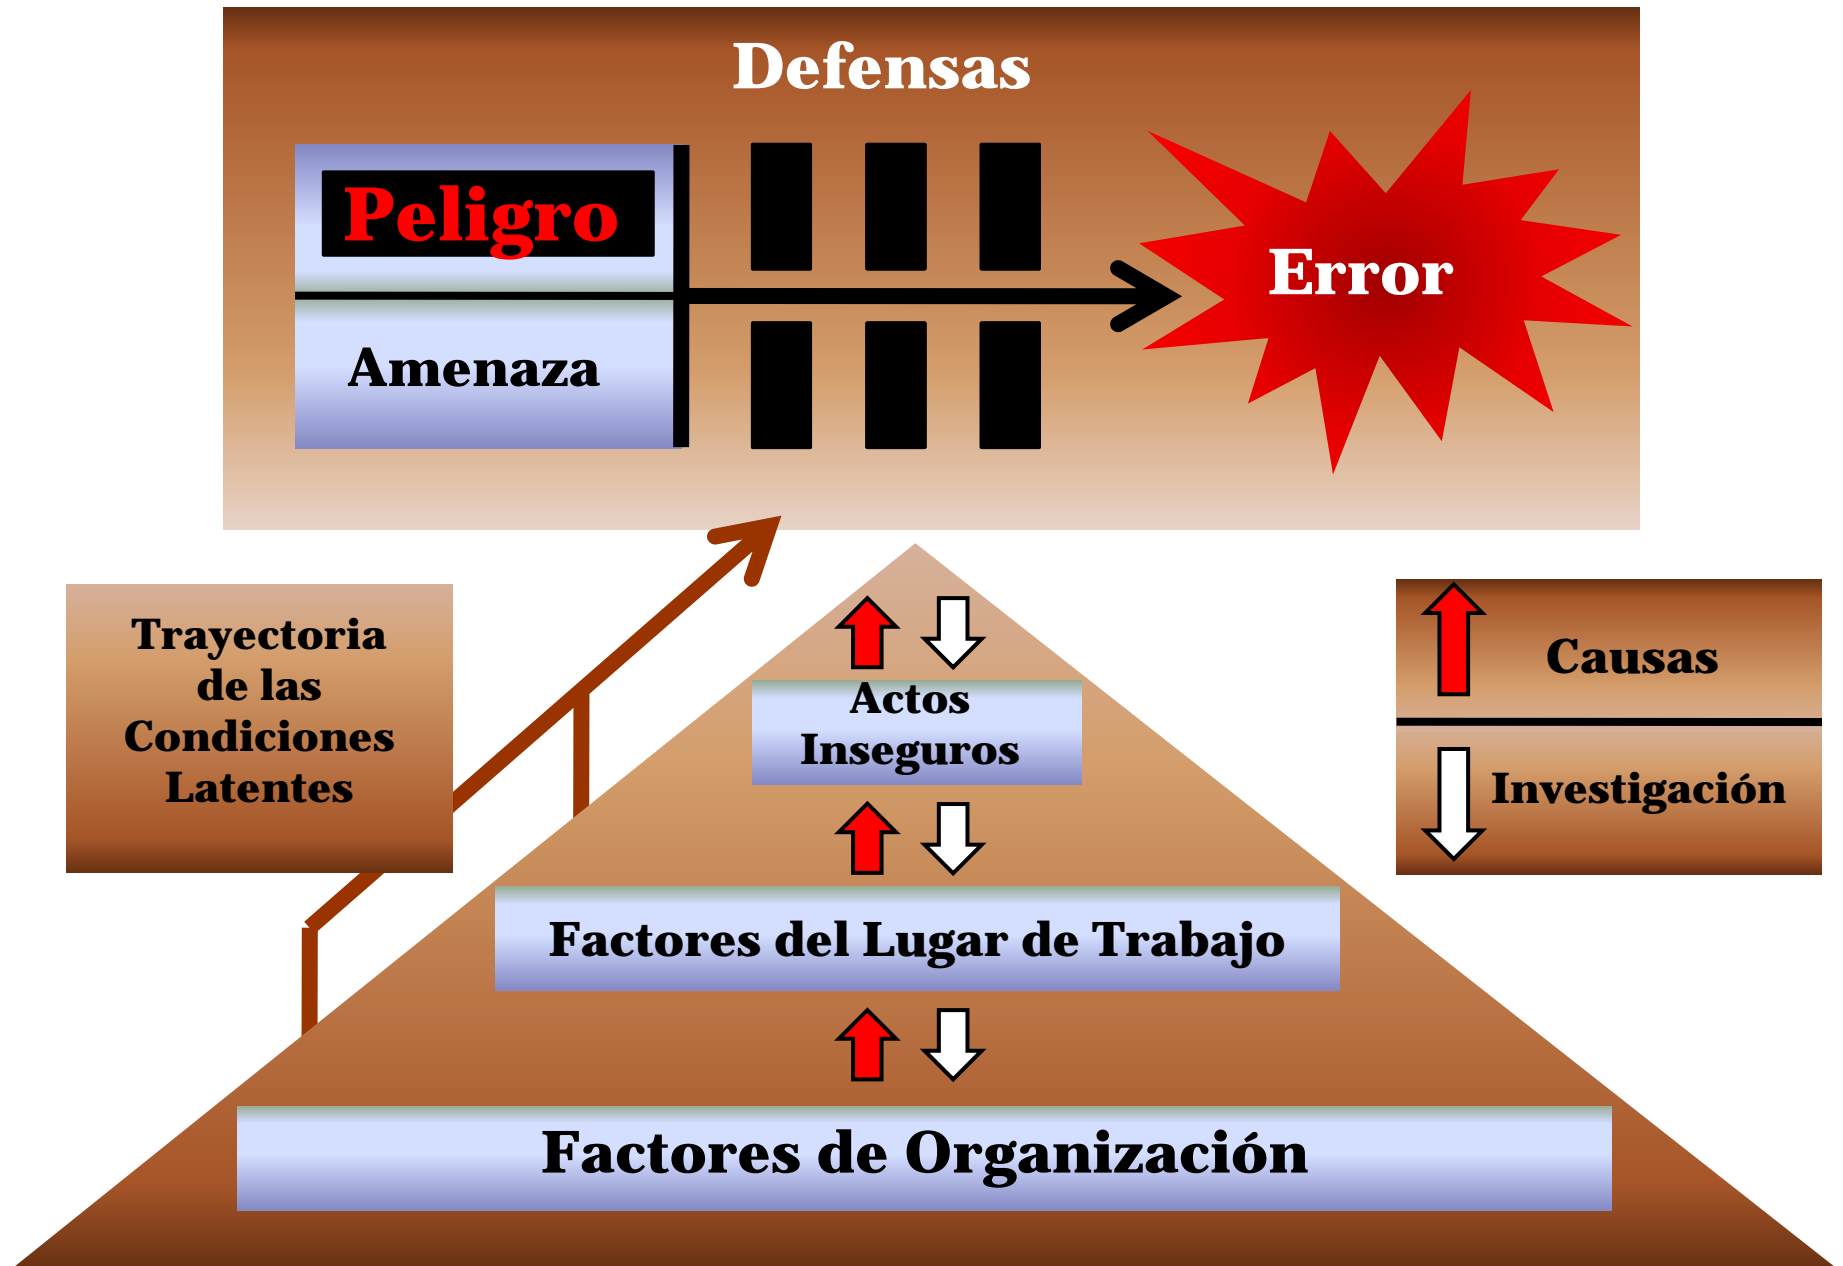 Defensas
Peligro
Amenaza
Error
Trayectoria
de las
Condiciones
Latentes
Causas
Investigación
Actos
Inseguros
Factores del Lugar de Trabajo
Factores de Organización